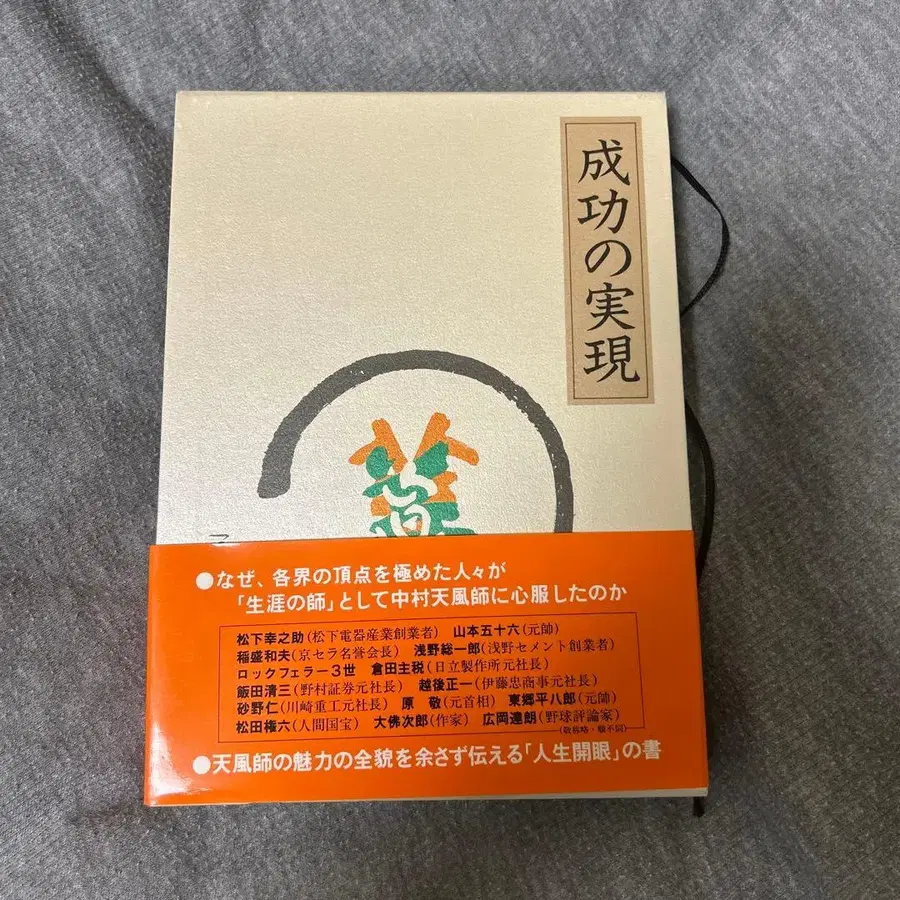 成功の実現
●なぜ、各界の頂点を極めた人々が
「生涯の師」として中村天風師に心服したのか
松下幸之助(松下電器産業創業者) 山本五十六(元帥)
稲盛和夫(京セラ名誉会長) 浅野総一郎(浅野セメント創業者)
ロックフェラー3世 倉田主税(日立製作所元社長)
飯田清三(野村証券元社長) 越後正一(伊藤忠商事元社長)
砂野仁(川崎重工元社長) 原 敬(元首相) 東郷平八郎(元帥)
松田権六(人間国宝) 大佛次郎(作家) 広岡達朗(野球評論家)
(敬称略・順不同)
●天風師の魅力の全貌を余さず伝える「人生開眼」の書